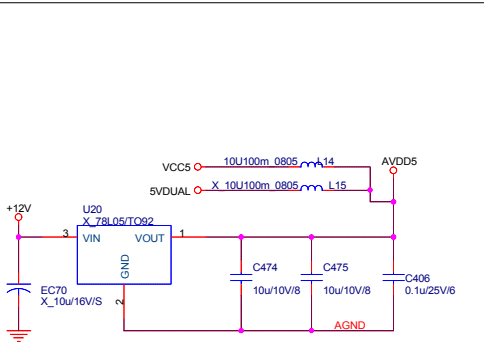 VCC5
10U100m_0805
L14
AVDD5
5VDUAL
X_10U100m_0805
L15
+12V
U20
X_78L05/TO92
3
VIN
VOUT
1
GND
2
EC70
X_10u/16V/S
C474
10u/10V/8
C475
10u/10V/8
C406
0.1u/25V/6
AGND